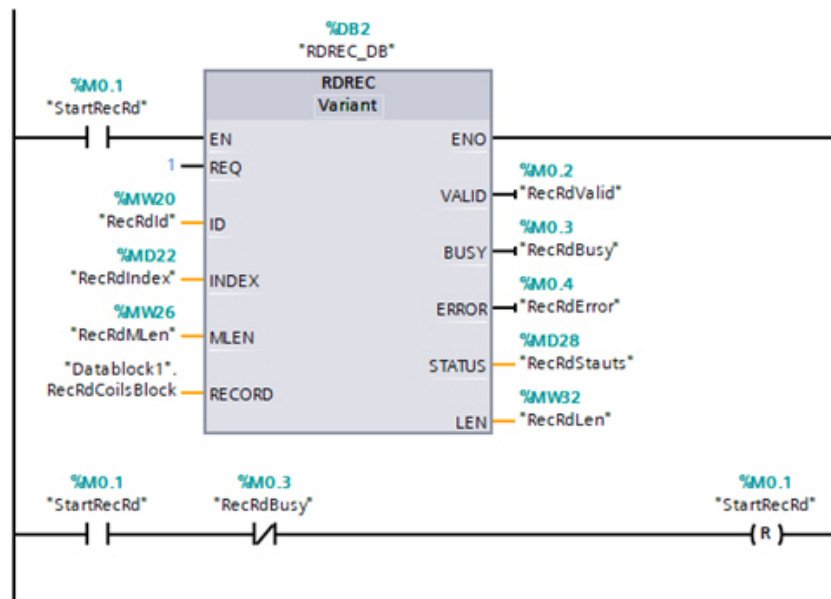 %DB2
"RDREC_DB"
RDREC
Variant
%M0.1
"StartRecRd"
EN
ENO
1
REQ
%M0.2
VALID
"RecRdValid"
%MW20
"RecRdId"
ID
%M0.3
BUSY
"RecRdBusy"
%MD22
"RecRdIndex"
INDEX
%M0.4
ERROR
"RecRdError"
%MW26
"RecRdMLen"
MLEN
%MD28
STATUS
"RecRdStauts"
"Datablock1".
RecRdCoilsBlock
RECORD
%MW32
LEN
"RecRdLen"
%M0.1
"StartRecRd"
%M0.3
"RecRdBusy"
%M0.1
"StartRecRd"
R